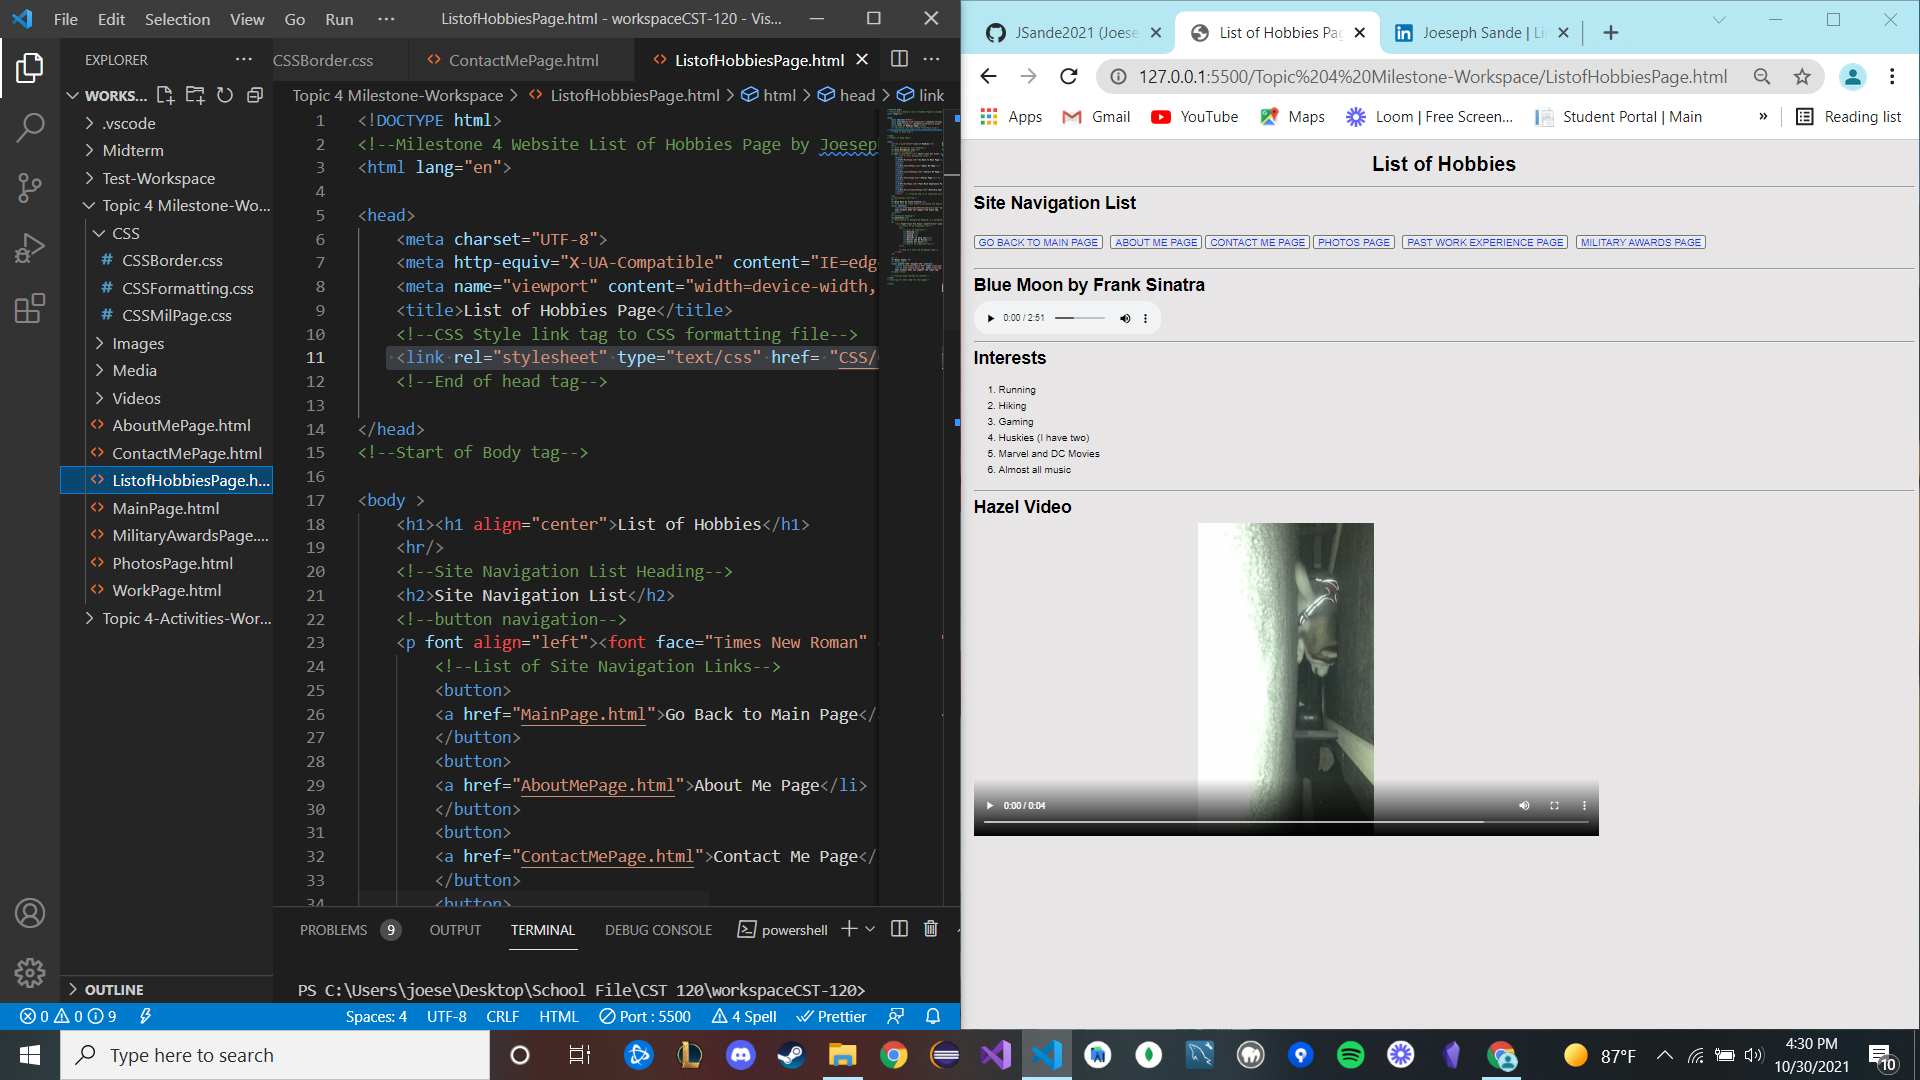 File Edit Selection View Go Run ··· ListofHobbiesPage.html - workspaceCST-120 - Vis...
EXPLORER
WORKS...
.vscode
Midterm
Test-Workspace
Topic 4 Milestone-Wo...
CSS
# CSSBorder.css
# CSSFormatting.css
# CSSMilPage.css
Images
Media
Videos
AboutMePage.html
ContactMePage.html
ListofHobbiesPage.h...
MainPage.html
MilitaryAwardsPage....
PhotosPage.html
WorkPage.html
Topic 4-Activities-Wor...
OUTLINE
CSSBorder.css ContactMePage.html ListofHobbiesPage.html
Topic 4 Milestone-Workspace > ListofHobbiesPage.html > html > head > link
1 <!DOCTYPE html>
2 <!--Milestone 4 Website List of Hobbies Page by Joesep
3 <html lang="en">
4
5 <head>
6 <meta charset="UTF-8">
7 <meta http-equiv="X-UA-Compatible" content="IE=edg
8 <meta name="viewport" content="width=device-width,
9 <title>List of Hobbies Page</title>
10 <!--CSS Style link tag to CSS formatting file-->
11 <link rel="stylesheet" type="text/css" href= "CSS/
12 <!--End of head tag-->
13
14 </head>
15 <!--Start of Body tag-->
16
17 <body >
18 <h1><h1 align="center">List of Hobbies</h1>
19 <hr/>
20 <!--Site Navigation List Heading-->
21 <h2>Site Navigation List</h2>
22 <!--button navigation-->
23 <p font align="left"><font face="Times New Roman"
24 <!--List of Site Navigation Links-->
25 <button>
26 <a href="MainPage.html">Go Back to Main Page</
27 </button>
28 <button>
29 <a href="AboutMePage.html">About Me Page</li>
30 </button>
31 <button>
32 <a href="ContactMePage.html">Contact Me Page</
33 </button>
34 <button>
PROBLEMS 9 OUTPUT TERMINAL DEBUG CONSOLE powershell
PS C:\Users\joese\Desktop\School File\CST 120\workspaceCST-120>
0 0 9 Spaces: 4 UTF-8 CRLF HTML Port : 5500 4 Spell Prettier
JSande2021 (Joese List of Hobbies Pag Joeseph Sande | Li
127.0.0.1:5500/Topic%204%20Milestone-Workspace/ListofHobbiesPage.html
Apps Gmail YouTube Maps Loom | Free Screen... Student Portal | Main » Reading list
List of Hobbies
Site Navigation List
GO BACK TO MAIN PAGE ABOUT ME PAGE CONTACT ME PAGE PHOTOS PAGE PAST WORK EXPERIENCE PAGE MILITARY AWARDS PAGE
Blue Moon by Frank Sinatra
0:00 / 2:51
Interests
1. Running
2. Hiking
3. Gaming
4. Huskies (I have two)
5. Marvel and DC Movies
6. Almost all music
Hazel Video
0:00 / 0:04
Type here to search
87°F
4:30 PM
10/30/2021
10